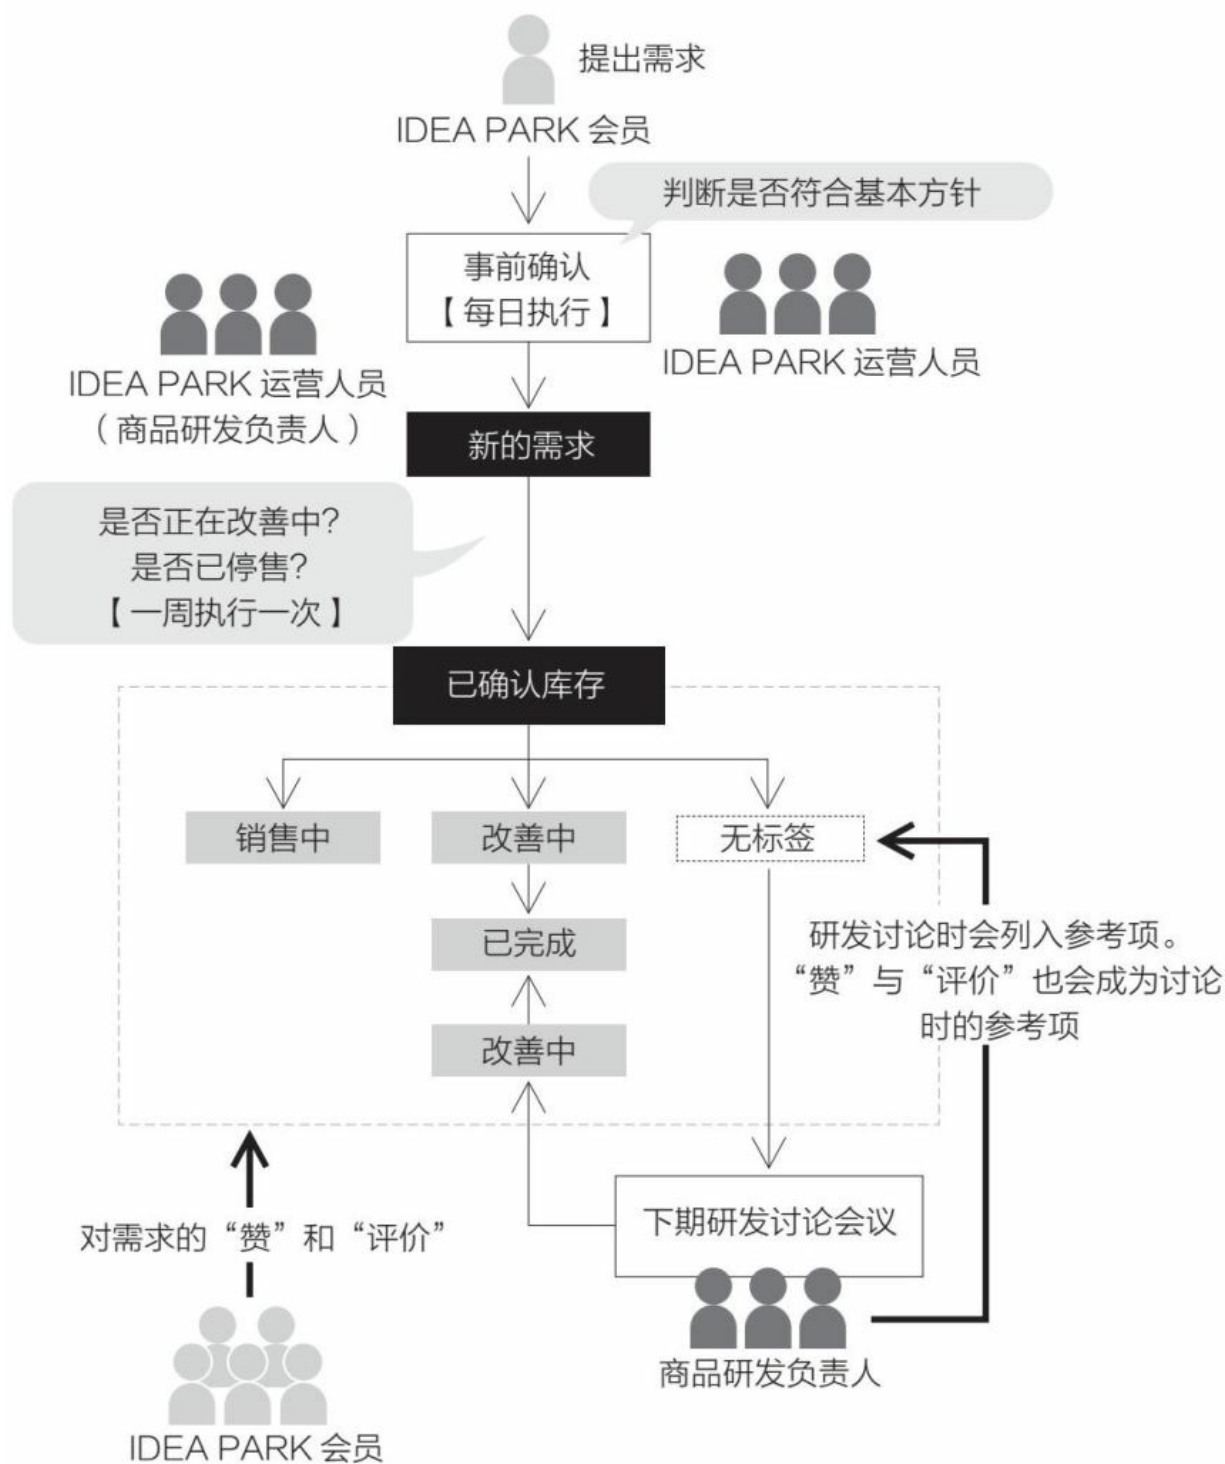 提出需求
IDEA PARK 会员
判断是否符合基本方针
事前确认
【每日执行】
IDEA PARK 运营人员
IDEA PARK 运营人员
（商品研发负责人）
新的需求
是否正在改善中？
是否已停售？
【一周执行一次】
已确认库存
销售中
改善中
无标签
已完成
改善中
研发讨论时会列入参考项。
“赞”与“评价”也会成为讨论
时的参考项
下期研发讨论会议
商品研发负责人
对需求的“赞”和“评价”
IDEA PARK 会员